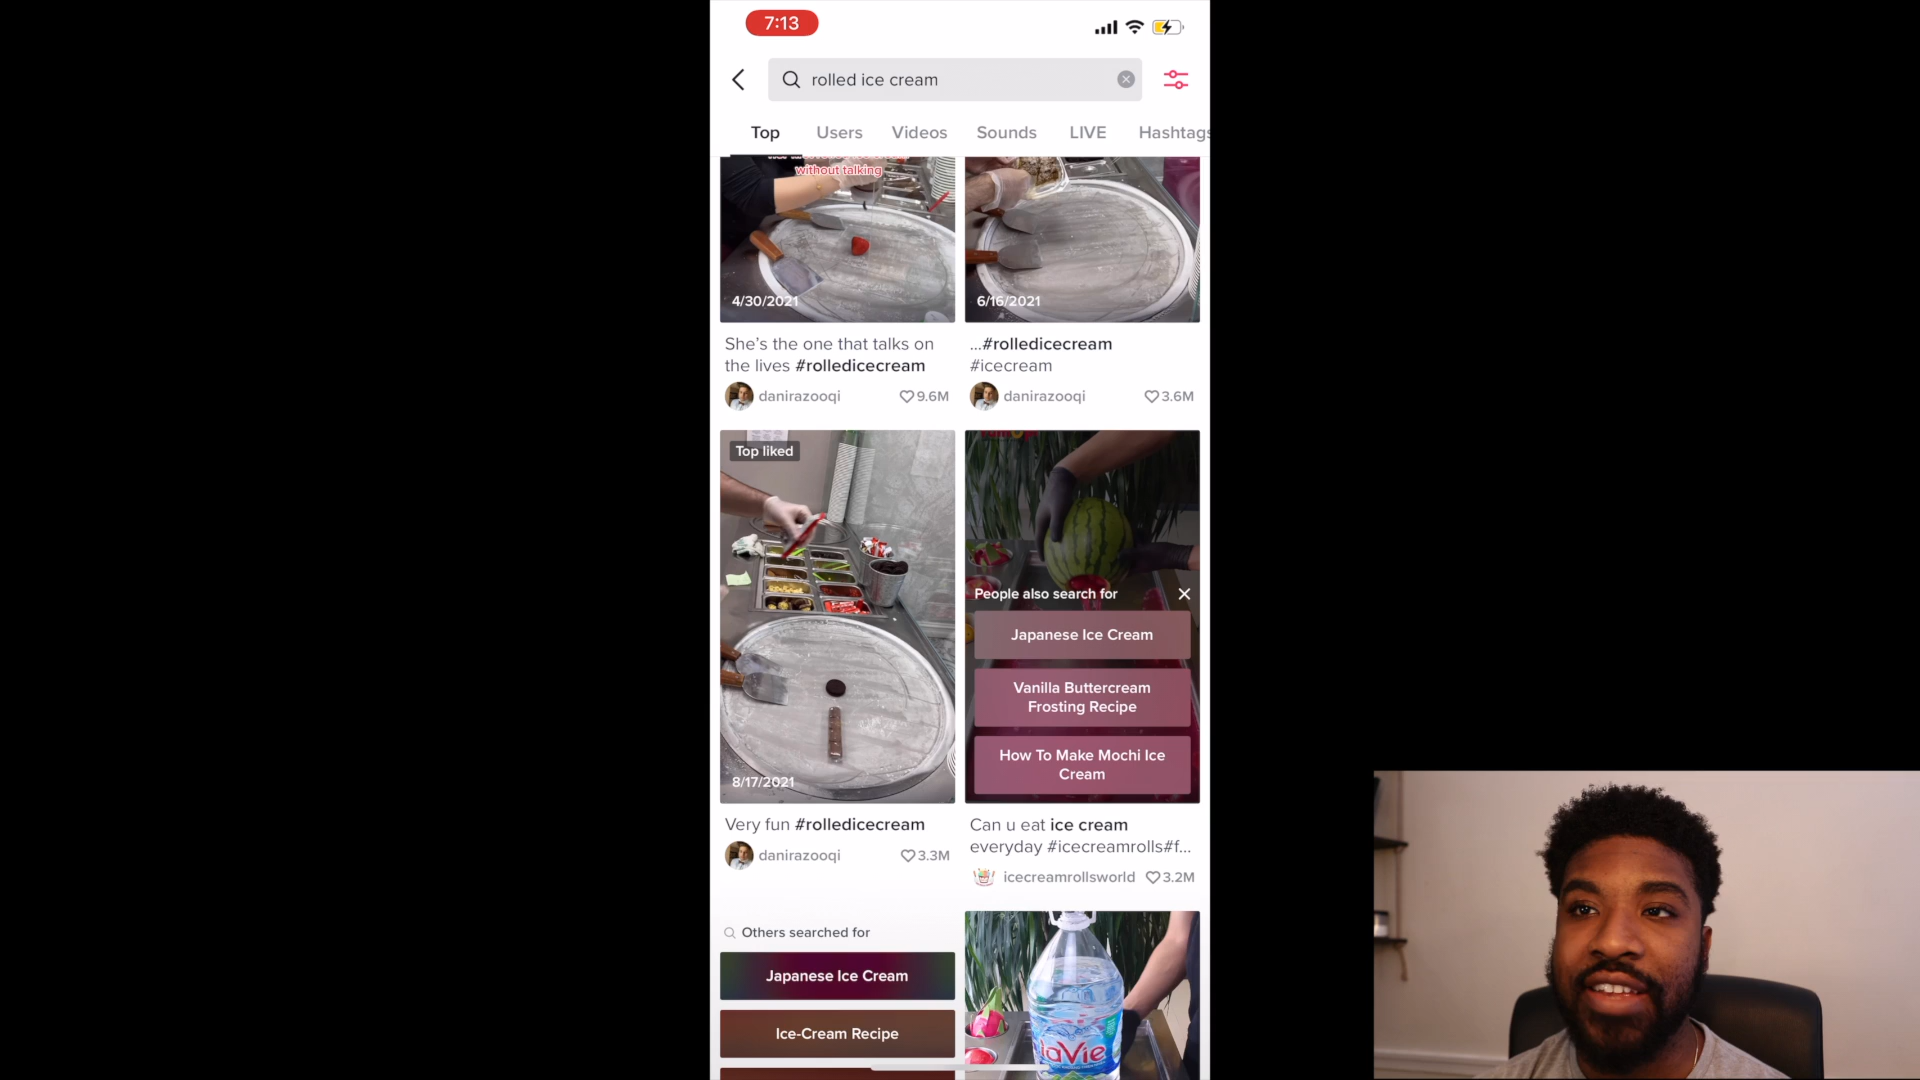 7:13
rolled ice cream
Top Users Videos Sounds LIVE Hashtags
without talking
4/30/2021
6/16/2021
She's the one that talks on
the lives #rolledicecream
danirazooqi 9.6M
...#rolledicecream
#icecream
danirazooqi 3.6M
Top liked
8/17/2021
Very fun #rolledicecream
danirazooqi 3.3M
People also search for
Japanese Ice Cream
Vanilla Buttercream
Frosting Recipe
How To Make Mochi Ice
Cream
Can u eat ice cream
everyday #icecreamrolls#f...
icecreamrollsworld 3.2M
Others searched for
Japanese Ice Cream
Ice-Cream Recipe
laVie